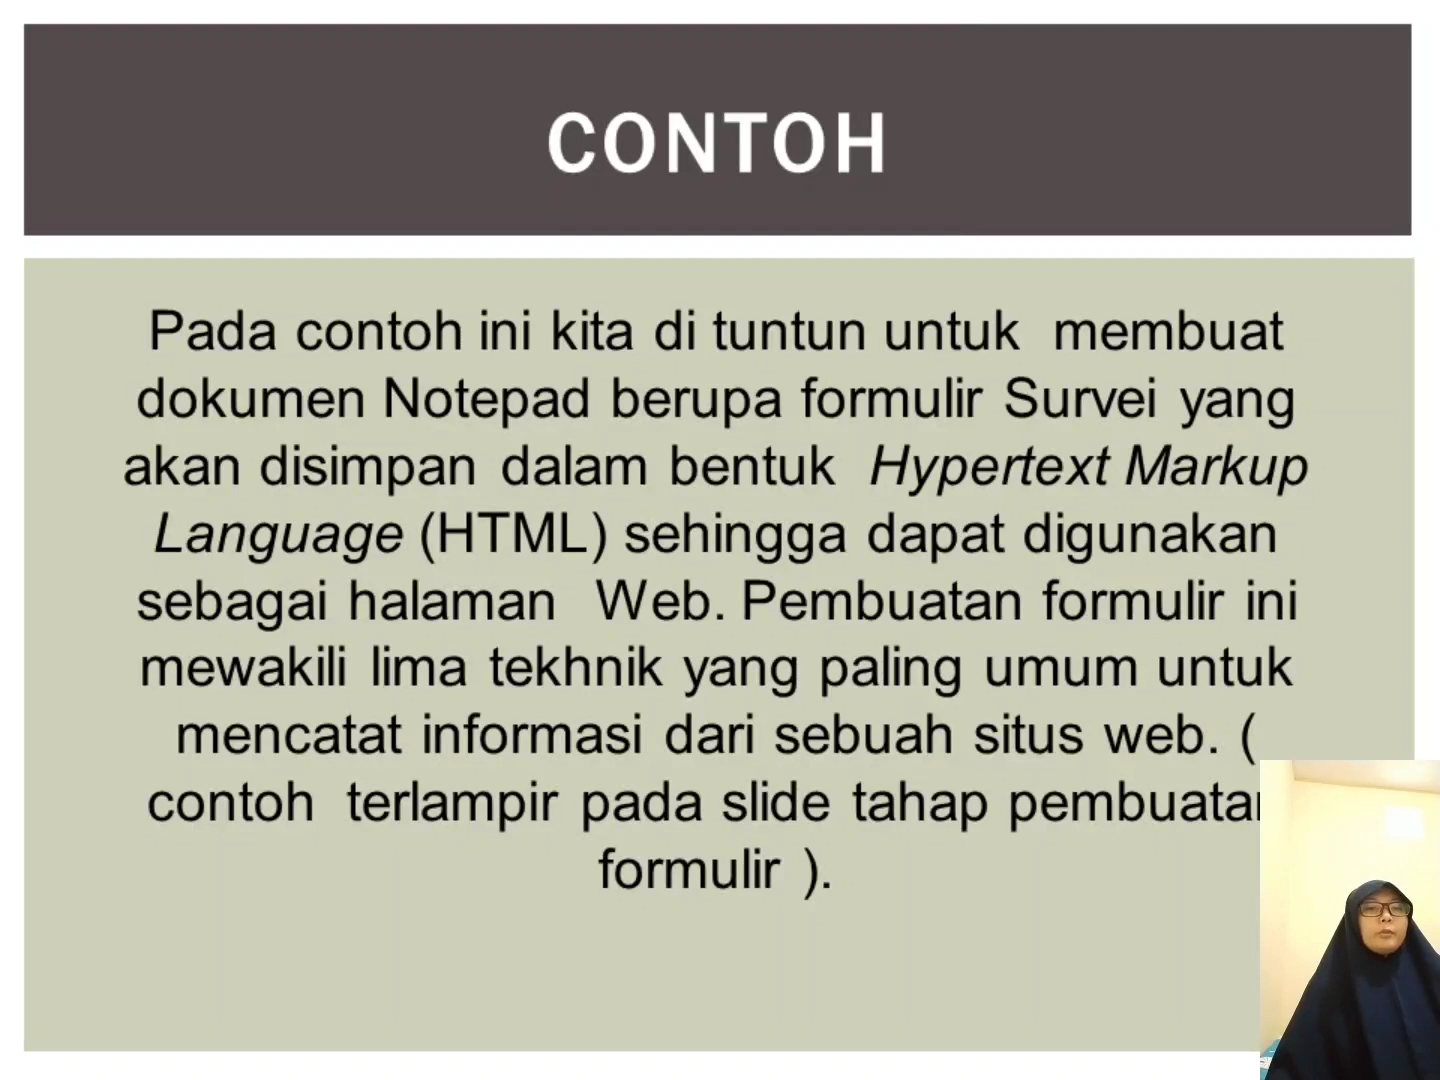 CONTOH
Pada contoh ini kita di tuntun untuk membuat
dokumen Notepad berupa formulir Survei yang
akan disimpan dalam bentuk Hypertext Markup
Language (HTML) sehingga dapat digunakan
sebagai halaman Web. Pembuatan formulir ini
mewakili lima tekhnik yang paling umum untuk
mencatat informasi dari sebuah situs web. (
contoh terlampir pada slide tahap pembuatan
formulir ).